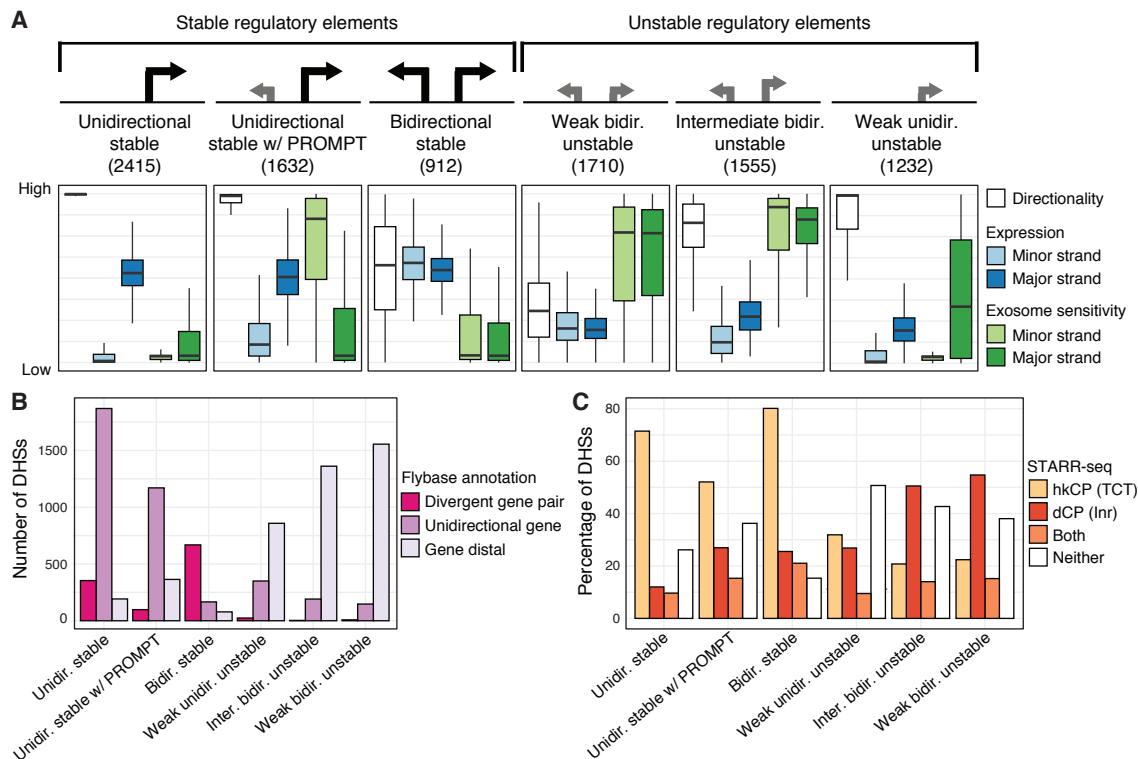 A
Stable regulatory elements
Unstable regulatory elements
Unidirectional
stable
(2415)
Unidirectional
stable w/ PROMPT
(1632)
Bidirectional
stable
(912)
Weak bidir.
unstable
(1710)
Intermediate bidir.
unstable
(1555)
Weak unidir.
unstable
(1232)
High
Low
Directionality
Expression
Minor strand
Major strand
Exosome sensitivity
Minor strand
Major strand
B
Number of DHSs
1500
1000
500
0
Unidir. stable
Unidir. stable w/ PROMPT
Bidir. stable
Weak unidir. unstable
Inter. bidir. unstable
Weak bidir. unstable
Flybase annotation
Divergent gene pair
Unidirectional gene
Gene distal
C
Percentage of DHSs
80
60
40
20
0
Unidir. stable
Unidir. stable w/ PROMPT
Bidir. stable
Weak unidir. unstable
Inter. bidir. unstable
Weak bidir. unstable
STARR-seq
hkCP (TCT)
dCP (Inr)
Both
Neither